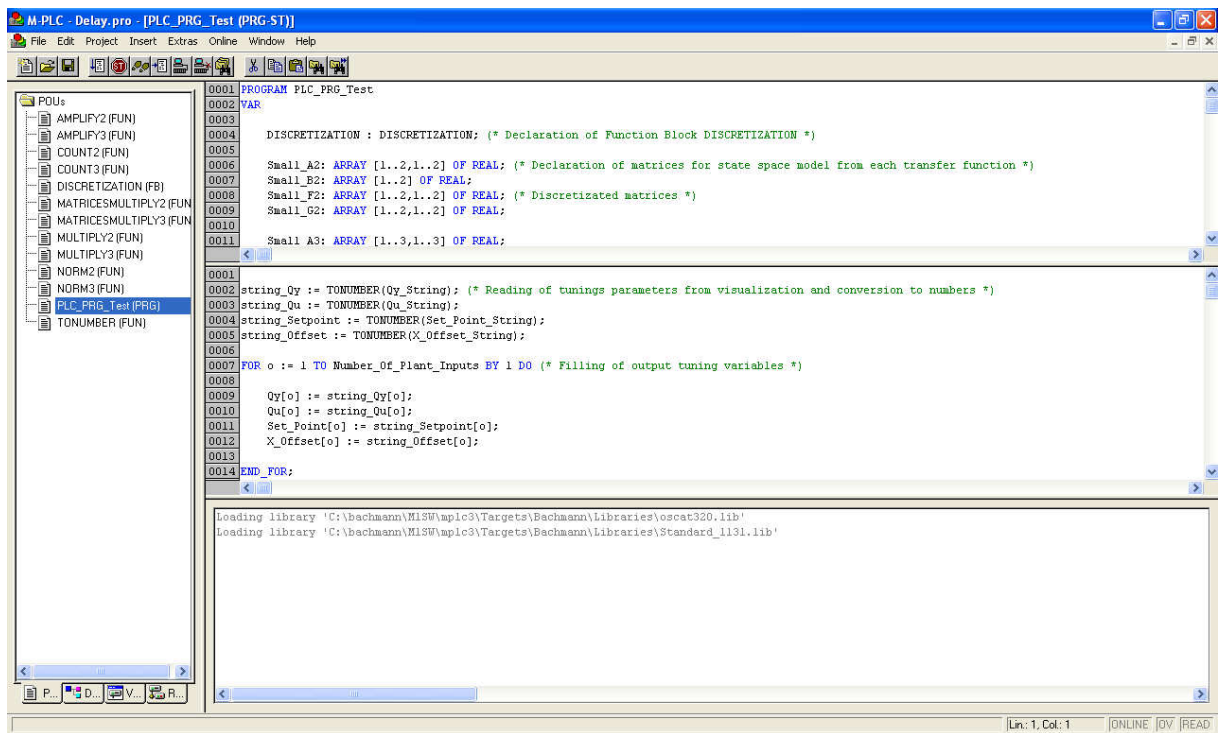 M-PLC - Delay.pro - [PLC_PRG_Test (PRG-ST)]
File Edit Project Insert Extras Online Window Help
POUs
AMPLIFY2 (FUN)
AMPLIFY3 (FUN)
COUNT2 (FUN)
COUNT3 (FUN)
DISCRETIZATION (FB)
MATRICESMULTIPLY2 (FUN
MATRICESMULTIPLY3 (FUN
MULTIPLY2 (FUN)
MULTIPLY3 (FUN)
NORM2 (FUN)
NORM3 (FUN)
PLC_PRG_Test (PRG)
TONUMBER (FUN)
P... D... V... R...
0001 PROGRAM PLC_PRG_Test
0002 VAR
0003
0004 DISCRETIZATION : DISCRETIZATION; (* Declaration of Function Block DISCRETIZATION *)
0005
0006 Small_A2: ARRAY [1..2,1..2] OF REAL; (* Declaration of matrices for state space model from each transfer function *)
0007 Small_B2: ARRAY [1..2] OF REAL;
0008 Small_F2: ARRAY [1..2,1..2] OF REAL; (* Discretizated matrices *)
0009 Small_G2: ARRAY [1..2,1..2] OF REAL;
0010
0011 Small A3: ARRAY [1..3,1..3] OF REAL;
0001
0002 string_Qy := TONUMBER(Qy_String); (* Reading of tunings parameters from visualization and conversion to numbers *)
0003 string_Qu := TONUMBER(Qu_String);
0004 string_Setpoint := TONUMBER(Set_Point_String);
0005 string_Offset := TONUMBER(X_Offset_String);
0006
0007 FOR o := 1 TO Number_Of_Plant_Inputs BY 1 DO (* Filling of output tuning variables *)
0008
0009 Qy[o] := string_Qy[o];
0010 Qu[o] := string_Qu[o];
0011 Set_Point[o] := string_Setpoint[o];
0012 X_Offset[o] := string_Offset[o];
0013
0014 END_FOR;
Loading library 'C:\bachmann\M1SW\mplc3\Targets\Bachmann\Libraries\oscat320.lib'
Loading library 'C:\bachmann\M1SW\mplc3\Targets\Bachmann\Libraries\Standard_1131.lib'
Lin.: 1, Col.: 1 ONLINE OV READ